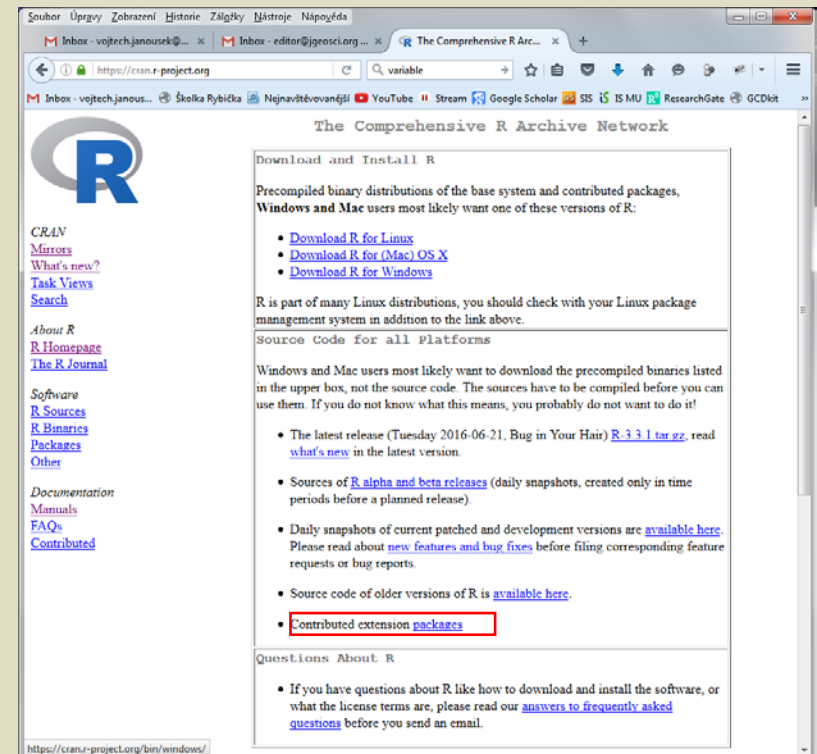 Soubor Úpravy Zobrazení Historie Záložky Nástroje Nápověda
Inbox - vojtech.janousek@... × Inbox - editor@jgeosci.org ... × The Comprehensive R Arc... × +
https://cran.r-project.org variable
Inbox - vojtech.janous... Školka Rybička Nejnavštěvovanější YouTube Stream Google Scholar SIS IS MU ResearchGate GCDkit »
The Comprehensive R Archive Network
R
CRAN
Mirrors
What's new?
Task Views
Search
About R
R Homepage
The R Journal
Software
R Sources
R Binaries
Packages
Other
Documentation
Manuals
FAQs
Contributed
Download and Install R
Precompiled binary distributions of the base system and contributed packages,
Windows and Mac users most likely want one of these versions of R:
• Download R for Linux
• Download R for (Mac) OS X
• Download R for Windows
R is part of many Linux distributions, you should check with your Linux package
management system in addition to the link above.
Source Code for all Platforms
Windows and Mac users most likely want to download the precompiled binaries listed
in the upper box, not the source code. The sources have to be compiled before you can
use them. If you do not know what this means, you probably do not want to do it!
• The latest release (Tuesday 2016-06-21, Bug in Your Hair) R-3.3.1.tar.gz, read
what's new in the latest version.
• Sources of R alpha and beta releases (daily snapshots, created only in time
periods before a planned release).
• Daily snapshots of current patched and development versions are available here.
Please read about new features and bug fixes before filing corresponding feature
requests or bug reports.
• Source code of older versions of R is available here.
• Contributed extension packages
Questions About R
• If you have questions about R like how to download and install the software, or
what the license terms are, please read our answers to frequently asked
questions before you send an email.
https://cran.r-project.org/bin/windows/